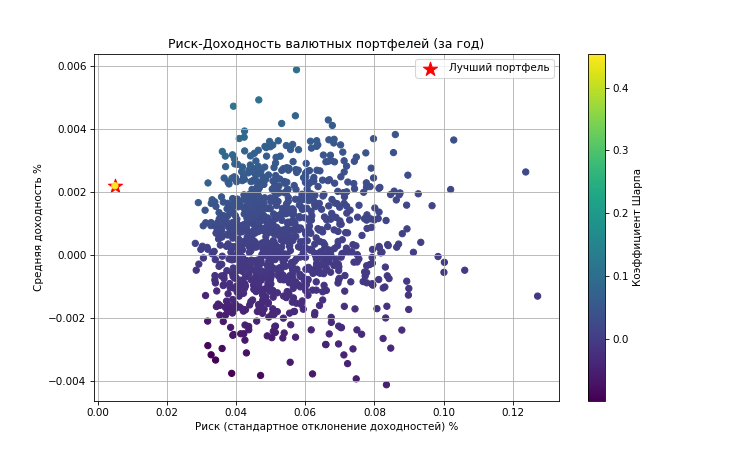 Риск-Доходность валютных портфелей (за год)
Лучший портфель
Средняя доходность %
0.006
0.004
0.002
0.000
−0.002
−0.004
0.00 0.02 0.04 0.06 0.08 0.10 0.12
Риск (стандартное отклонение доходностей) %
0.4
0.3
0.2
0.1
0.0
Коэффициент Шарпа